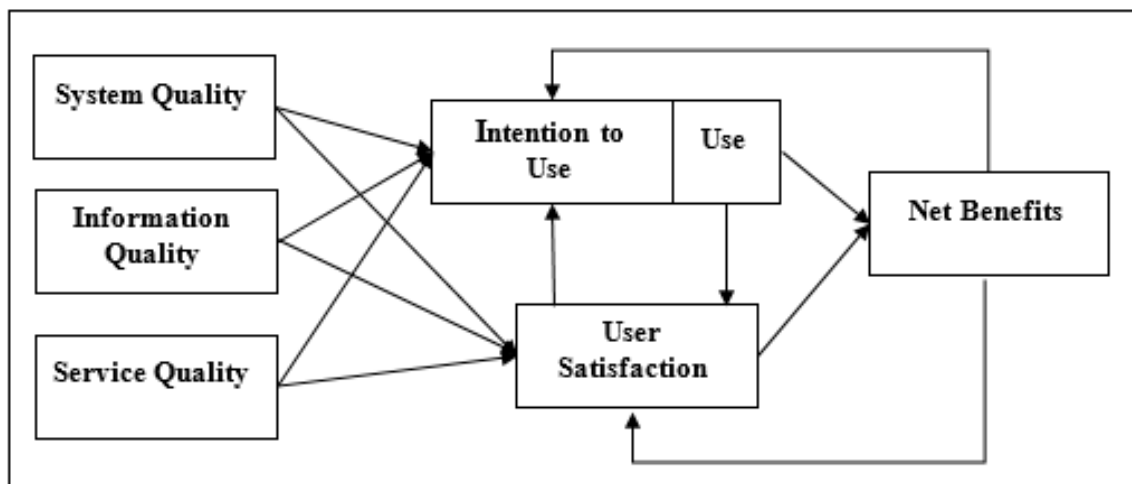 System Quality
Information
Quality
Service Quality
Intention to
Use
Use
User
Satisfaction
Net Benefits